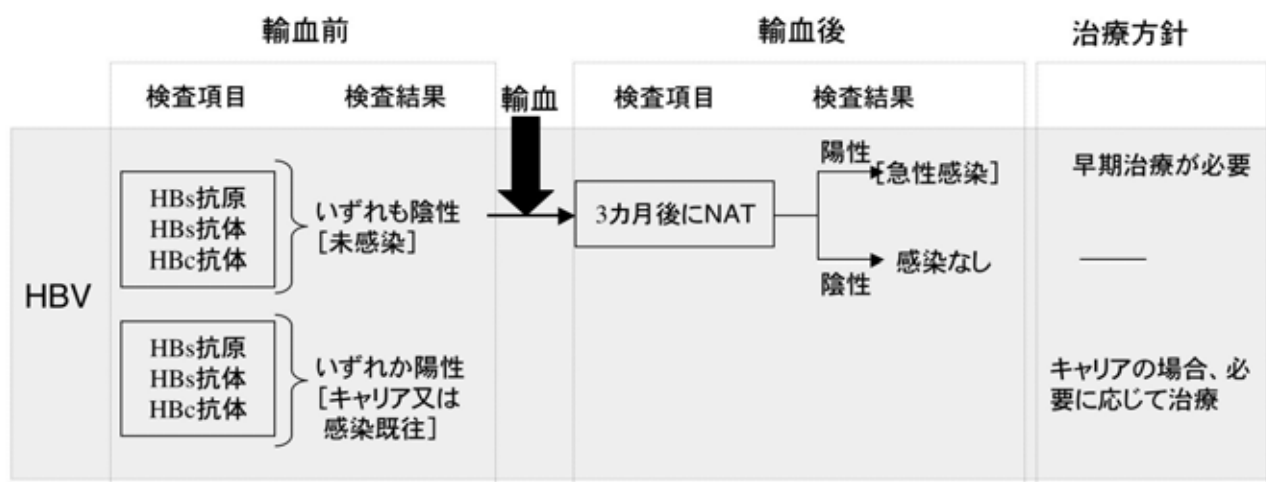 輸血前
輸血後
治療方針
検査項目
検査結果
輸血
検査項目
検査結果
HBV
HBs抗原
HBs抗体
HBc抗体
いずれも陰性
[未感染]
3カ月後にNAT
陽性
[急性感染]
早期治療が必要
陰性
感染なし
HBs抗原
HBs抗体
HBc抗体
いずれか陽性
[キャリア又は
感染既往]
キャリアの場合、必
要に応じて治療